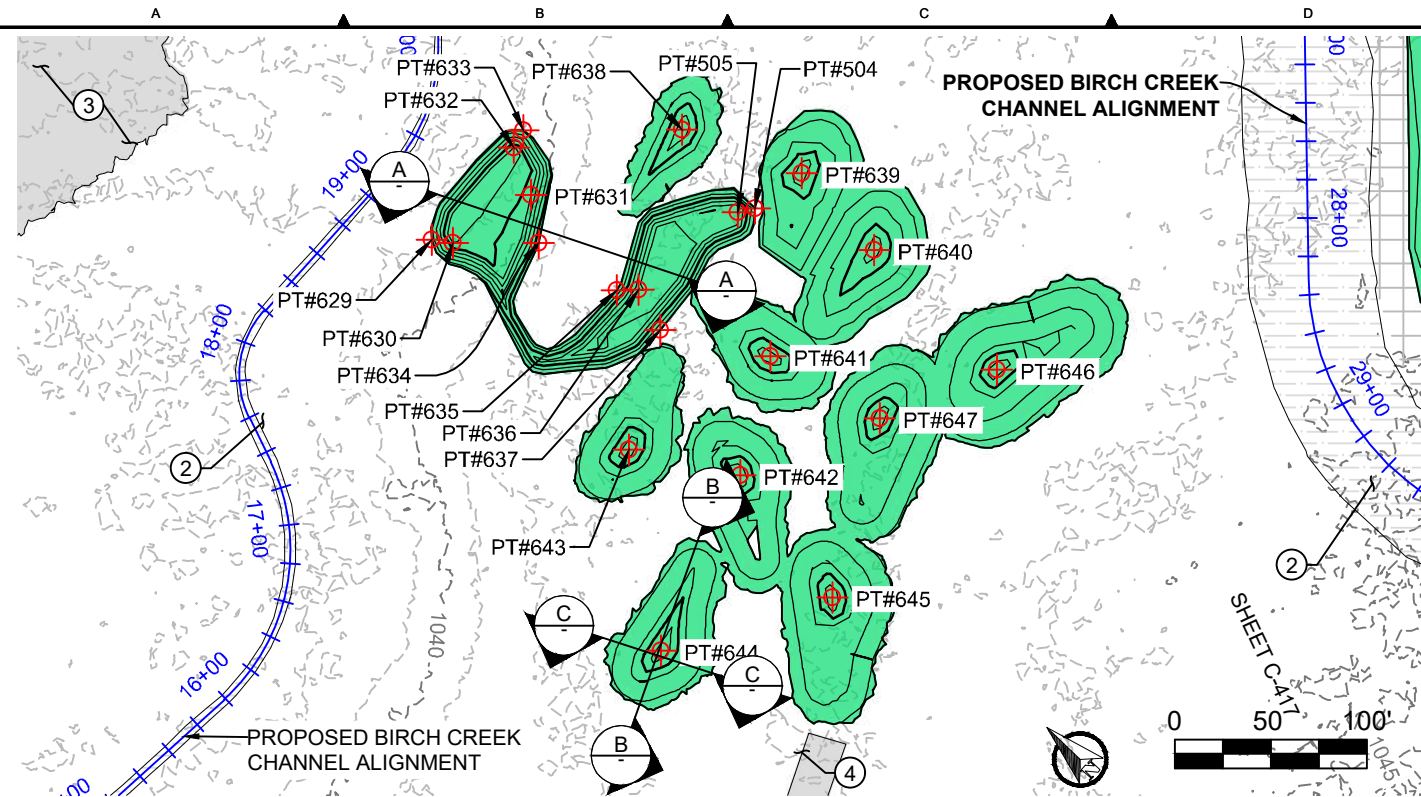 A
B
C
D
PT#633
PT#638
PT#505
PT#504
PT#632
PROPOSED BIRCH CREEK
CHANNEL ALIGNMENT
3
A
-
19+00
PT#631
PT#639
28+00
PT#640
A
-
PT#629
PT#630
18+00
PT#634
PT#641
PT#646
29+00
PT#635
PT#636
PT#637
PT#647
2
B
-
PT#642
17+00
PT#643
2
C
-
PT#645
SHEET C-417
1040
PT#644
C
-
16+00
0 50' 100'
PROPOSED BIRCH CREEK
CHANNEL ALIGNMENT
B
-
4
1045